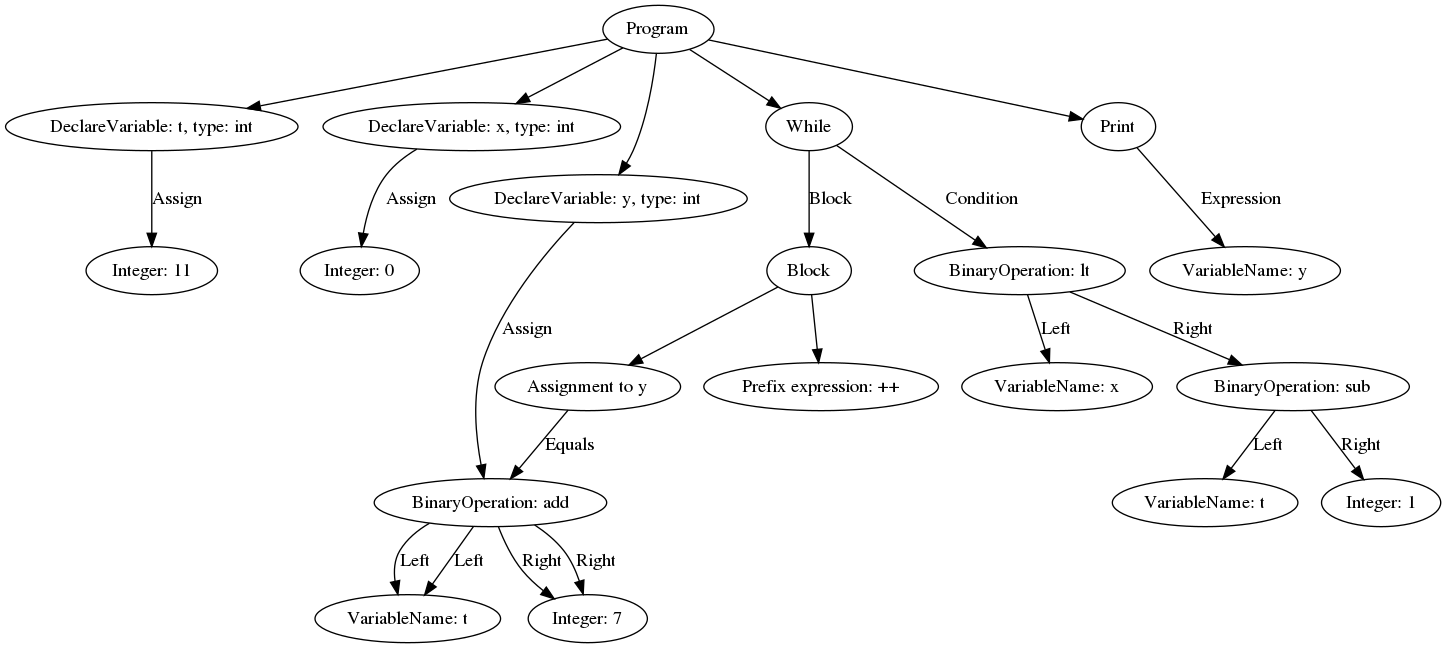 Program
DeclareVariable: t, type: int
DeclareVariable: x, type: int
While
Print
Assign
Assign
DeclareVariable: y, type: int
Block
Condition
Expression
Integer: 11
Integer: 0
Block
BinaryOperation: lt
VariableName: y
Assign
Left
Right
Assignment to y
Prefix expression: ++
VariableName: x
BinaryOperation: sub
Equals
Left
Right
BinaryOperation: add
VariableName: t
Integer: 1
Left
Left
Right
Right
VariableName: t
Integer: 7